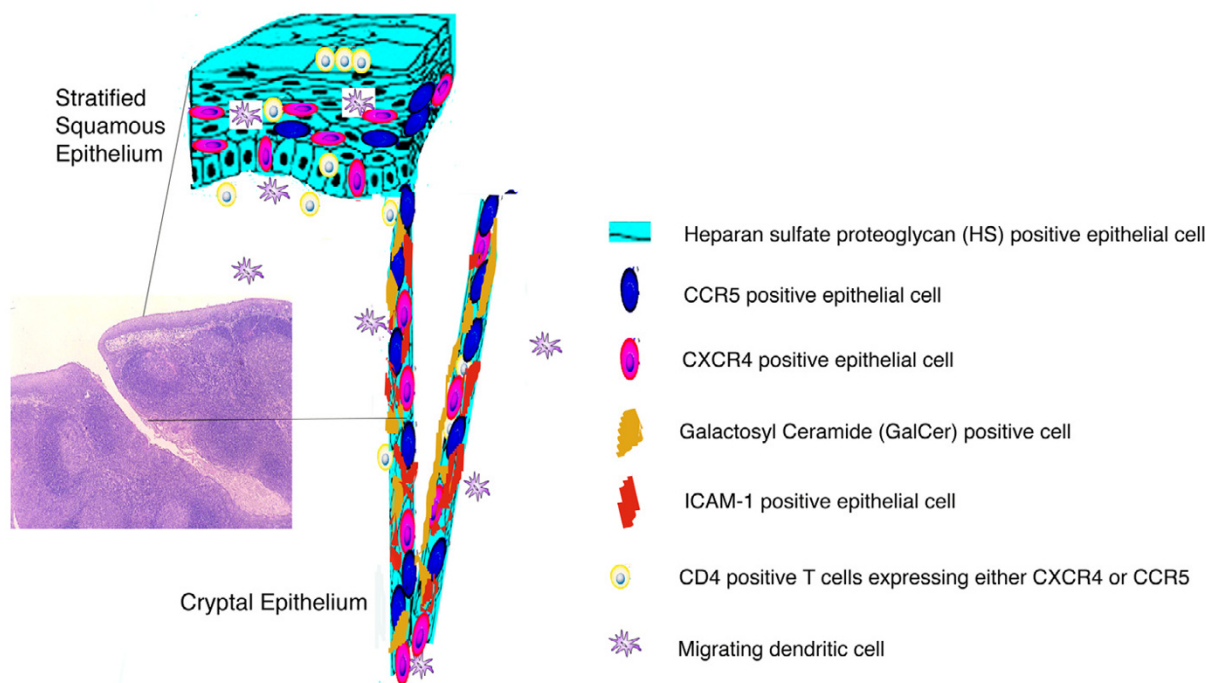 Stratified
Squamous
Epithelium
Cryptal Epithelium
Heparan sulfate proteoglycan (HS) positive epithelial cell
CCR5 positive epithelial cell
CXCR4 positive epithelial cell
Galactosyl Ceramide (GalCer) positive cell
ICAM-1 positive epithelial cell
CD4 positive T cells expressing either CXCR4 or CCR5
Migrating dendritic cell